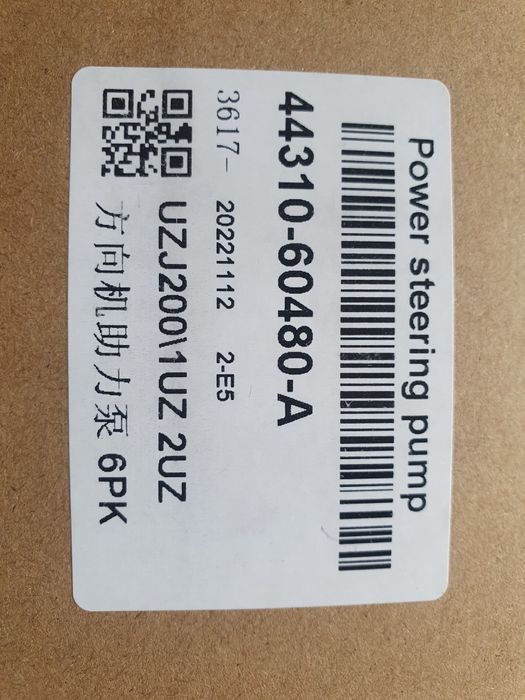 Power steering pump
44310-60480-A
3617- 20221112 2-E5
UZJ200\1UZ 2UZ
方向机助力泵 6PK